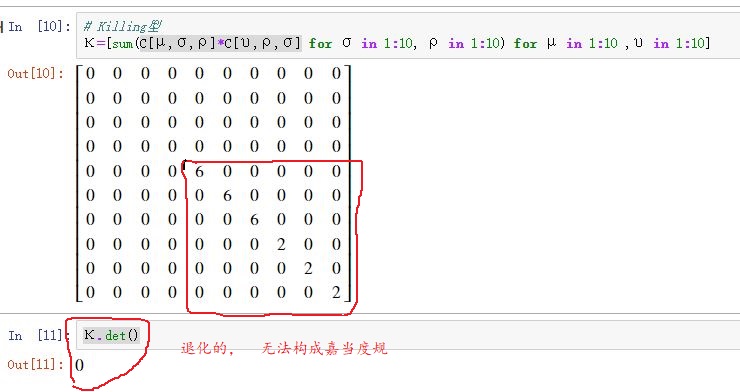 In [10]: # Killing型
K=[sum(C[μ,σ,ρ]*C[υ,ρ,σ] for σ in 1:10, ρ in 1:10) for μ in 1:10 ,υ in 1:10]
Out[10]:
0 0 0 0 0 0 0 0 0 0
0 0 0 0 0 0 0 0 0 0
0 0 0 0 0 0 0 0 0 0
0 0 0 0 0 0 0 0 0 0
0 0 0 0 6 0 0 0 0 0
0 0 0 0 0 6 0 0 0 0
0 0 0 0 0 0 6 0 0 0
0 0 0 0 0 0 0 2 0 0
0 0 0 0 0 0 0 0 2 0
0 0 0 0 0 0 0 0 0 2
In [11]: K.det()
退化的， 无法构成嘉当度规
Out[11]: 0